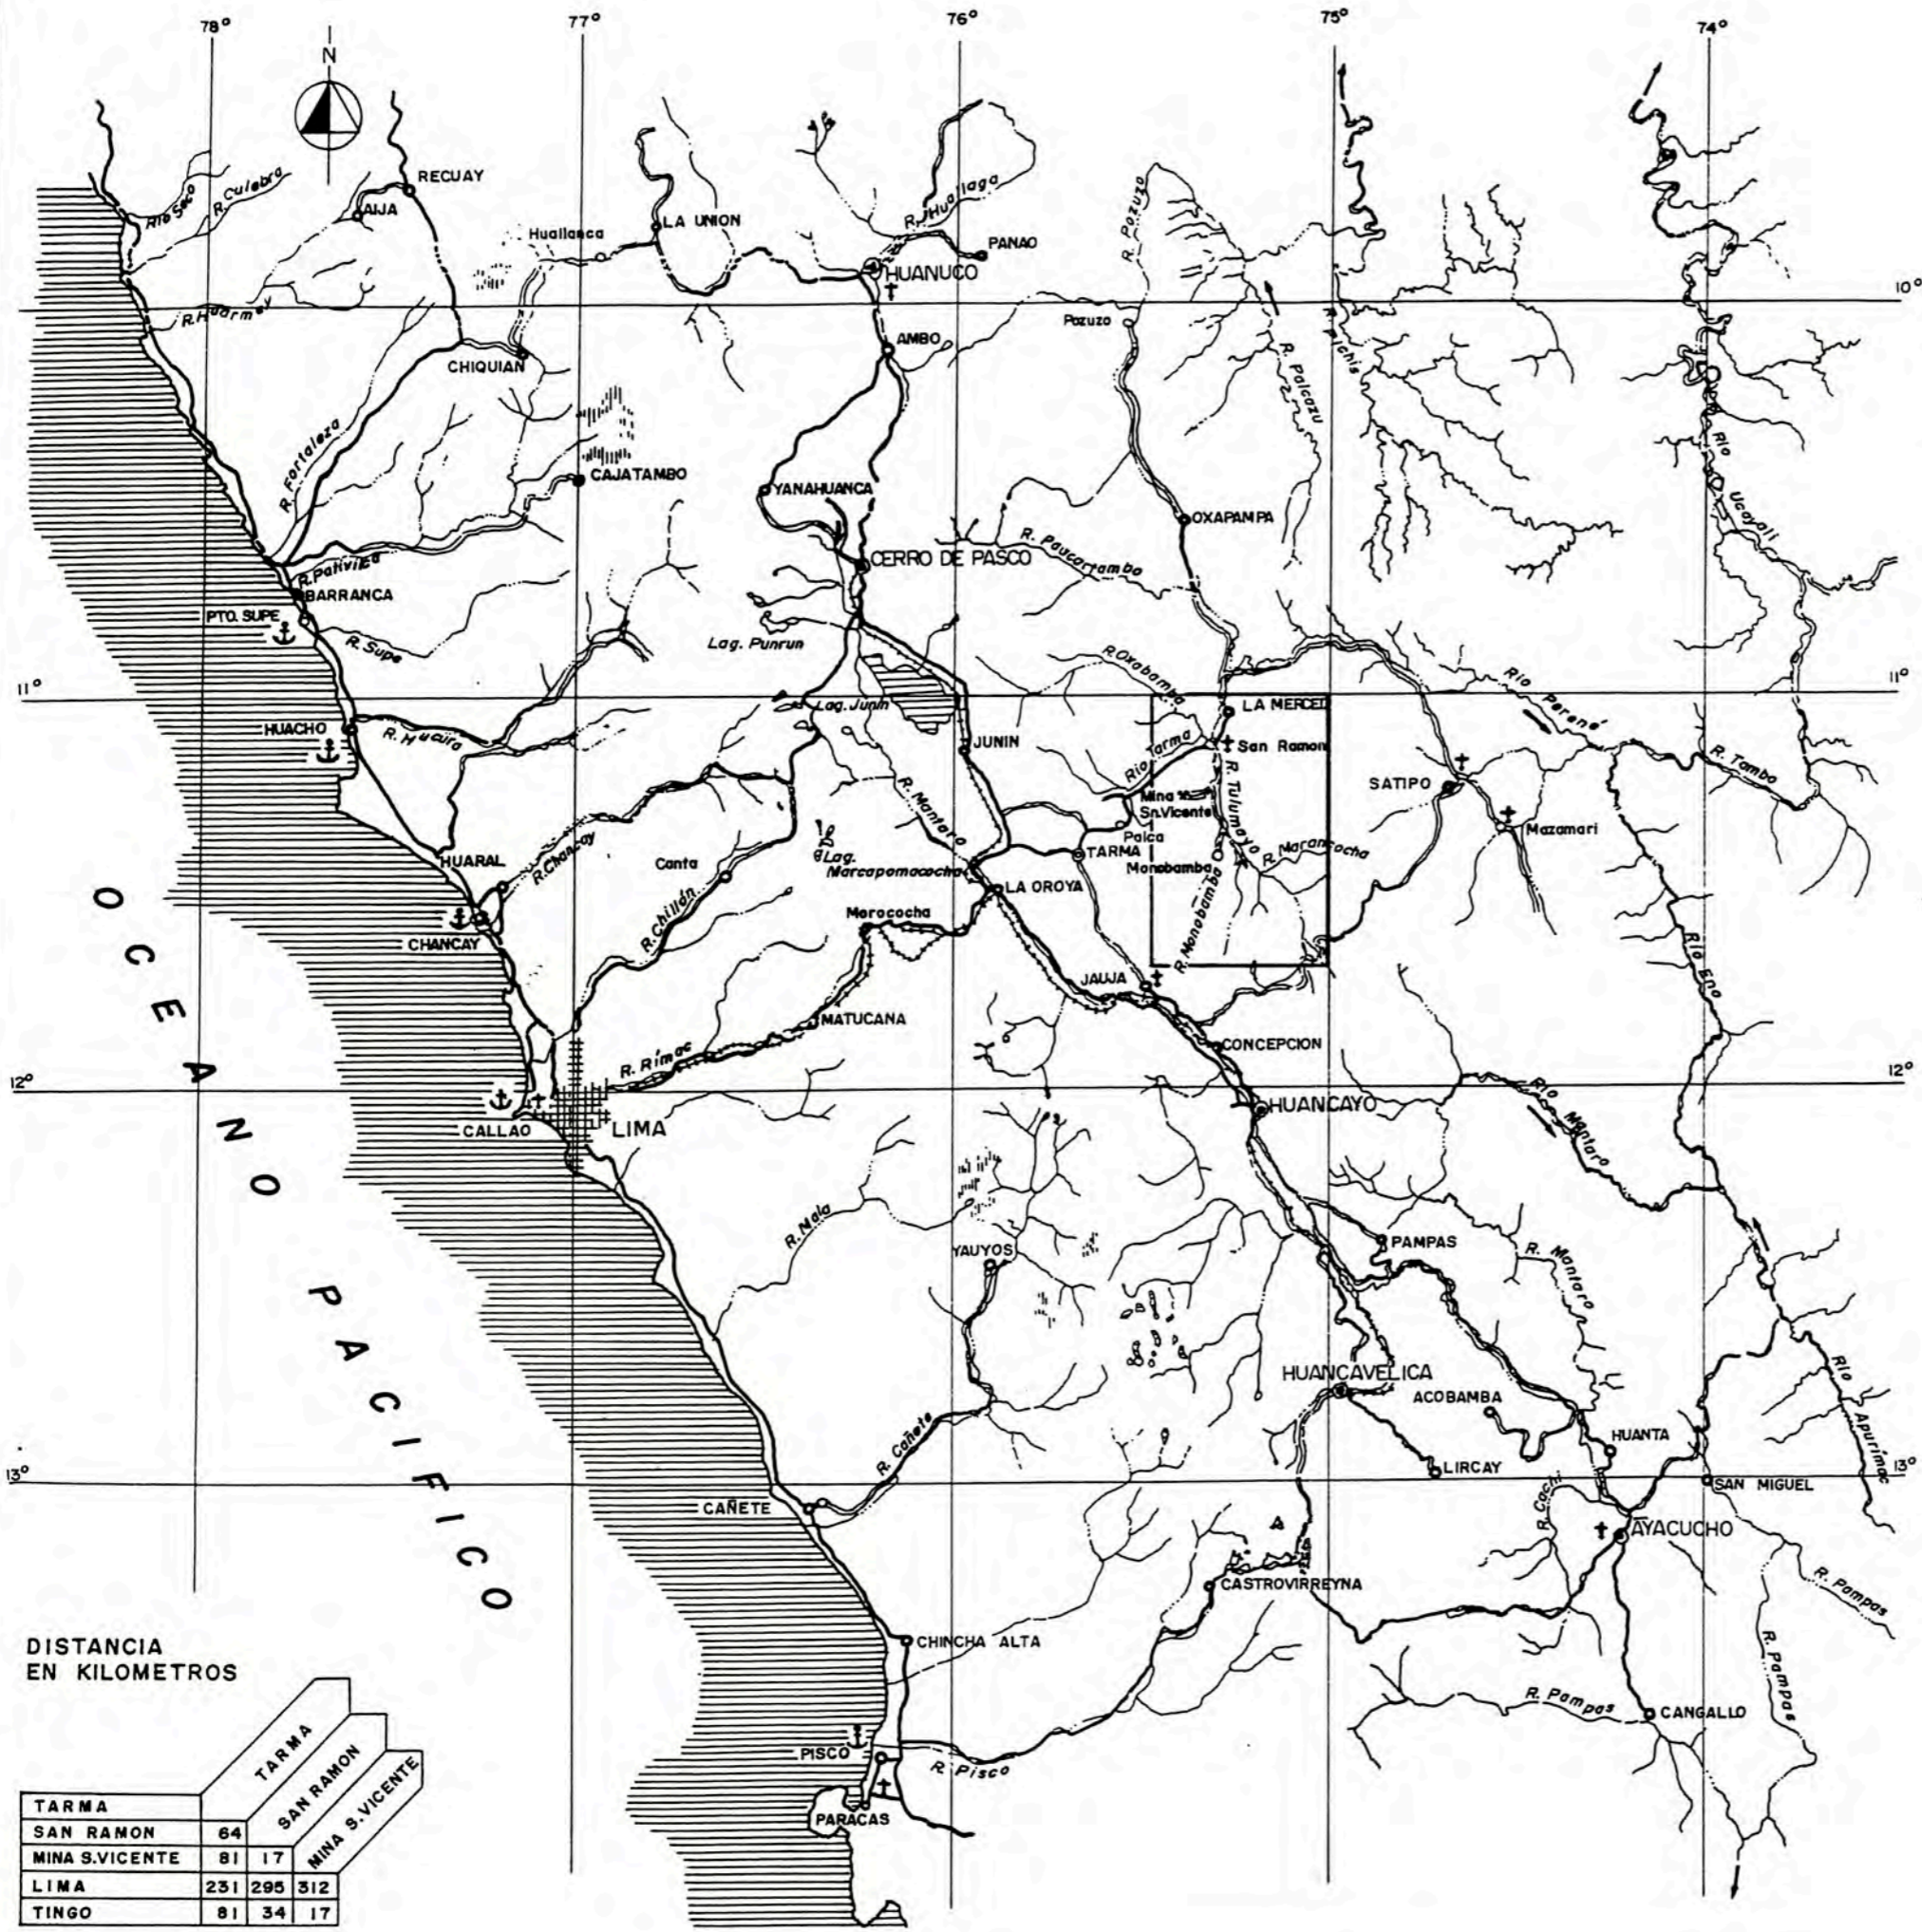 78°
77°
76°
75°
74°
N
RECUAY
AIJA
Rio Seco
R. Culebra
Huallanca
LA UNION
R. Huallaga
PANAO
HUANUCO
R. Pozuzo
10°
R. Huarmey
Pozuzo
AMBO
R. Pichis
R. Palcazu
CHIQUIAN
R. Fortaleza
CAJATAMBO
YANAHUANCA
OXAPAMPA
Rio Ucayali
R. Paucartambo
CERRO DE PASCO
R. Pativilca
BARRANCA
PTO. SUPE
R. Supe
Lag. Punrun
R. Oxabamba
Rio Perené
11°
11°
Lag. Junin
LA MERCED
HUACHO
R. Huaura
JUNIN
Rio Tarma
San Ramon
R. Tambo
R. Mantaro
R. Tulumayo
SATIPO
Mina
Sn. Vicente
Mazamari
Palca
HUARAL
R. Chancay
Canta
Lag.
Marcapomacocha
TARMA
Monobamba
R. Marancocha
LA OROYA
Morococha
R. Chillón
CHANCAY
R. Monobamba
Rio Ene
JAUJA
MATUCANA
CONCEPCION
R. Rímac
12°
12°
HUANCAYO
Rio Mantaro
CALLAO
LIMA
R. Mala
YAUYOS
PAMPAS
R. Mantaro
OCEANO PACIFICO
HUANCAVELICA
ACOBAMBA
Rio Apurímac
R. Cañete
HUANTA
LIRCAY
13°
13°
SAN MIGUEL
CAÑETE
AYACUCHO
CASTROVIRREYNA
R. Pampas
CHINCHA ALTA
R. Pampas
R. Pampas
CANGALLO
PISCO
R. Pisco
PARACAS
DISTANCIA
EN KILOMETROS
TARMA
SAN RAMON
MINA S. VICENTE
TARMA
SAN RAMON 64
MINA S.VICENTE 81 17
LIMA 231 295 312
TINGO 81 34 17